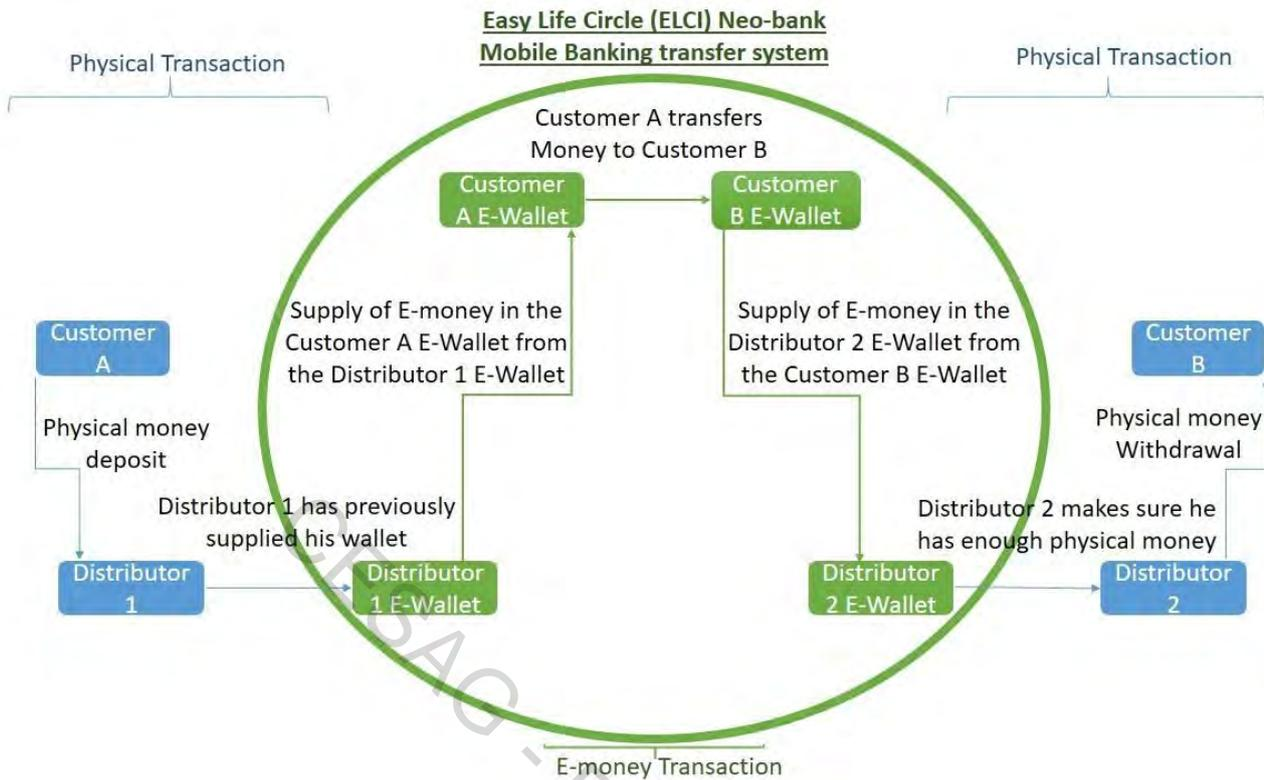 Easy Life Circle (ELCI) Neo-bank
Mobile Banking transfer system
Physical Transaction
Physical Transaction
Customer A transfers
Money to Customer B
Customer
A E-Wallet
Customer
B E-Wallet
Supply of E-money in the
Customer A E-Wallet from
the Distributor 1 E-Wallet
Supply of E-money in the
Distributor 2 E-Wallet from
the Customer B E-Wallet
Customer
A
Customer
B
Physical money
deposit
Physical money
Withdrawal
Distributor 1 has previously
supplied his wallet
Distributor 2 makes sure he
has enough physical money
Distributor
1
Distributor
1 E-Wallet
Distributor
2 E-Wallet
Distributor
2
CESAG -
E-money Transaction